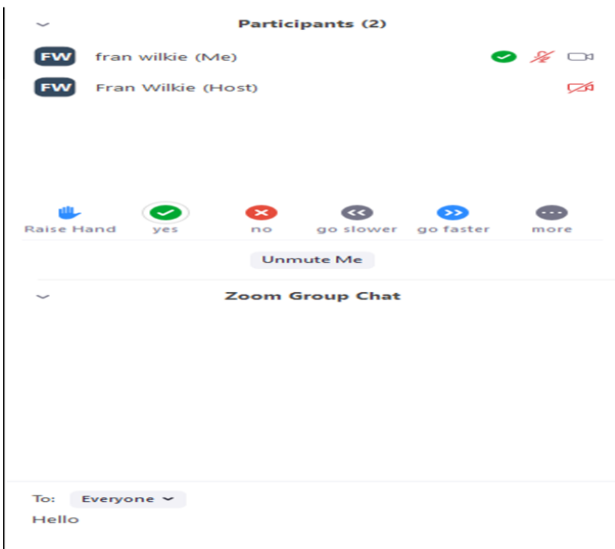 Participants (2)
FW fran wilkie (Me)
FW Fran Wilkie (Host)
Raise Hand yes no go slower go faster more
Unmute Me
Zoom Group Chat
To: Everyone
Hello